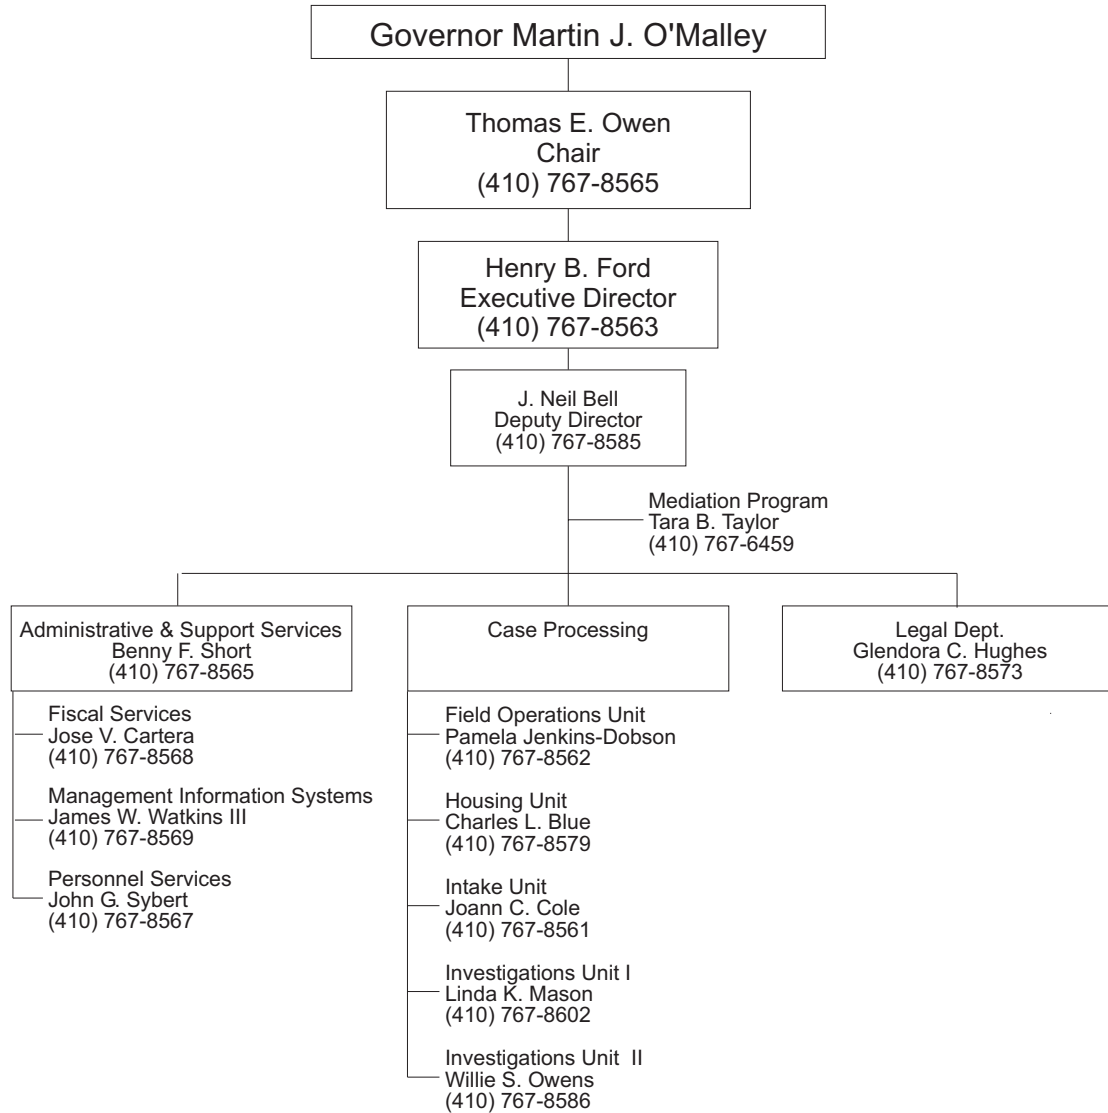 Governor Martin J. O'Malley
Thomas E. Owen
Chair
(410) 767-8565
Henry B. Ford
Executive Director
(410) 767-8563
J. Neil Bell
Deputy Director
(410) 767-8585
Mediation Program
Tara B. Taylor
(410) 767-6459
Administrative & Support Services
Benny F. Short
(410) 767-8565
Fiscal Services
Jose V. Cartera
(410) 767-8568
Management Information Systems
James W. Watkins III
(410) 767-8569
Personnel Services
John G. Sybert
(410) 767-8567
Case Processing
Field Operations Unit
Pamela Jenkins-Dobson
(410) 767-8562
Housing Unit
Charles L. Blue
(410) 767-8579
Intake Unit
Joann C. Cole
(410) 767-8561
Investigations Unit I
Linda K. Mason
(410) 767-8602
Investigations Unit II
Willie S. Owens
(410) 767-8586
Legal Dept.
Glendora C. Hughes
(410) 767-8573